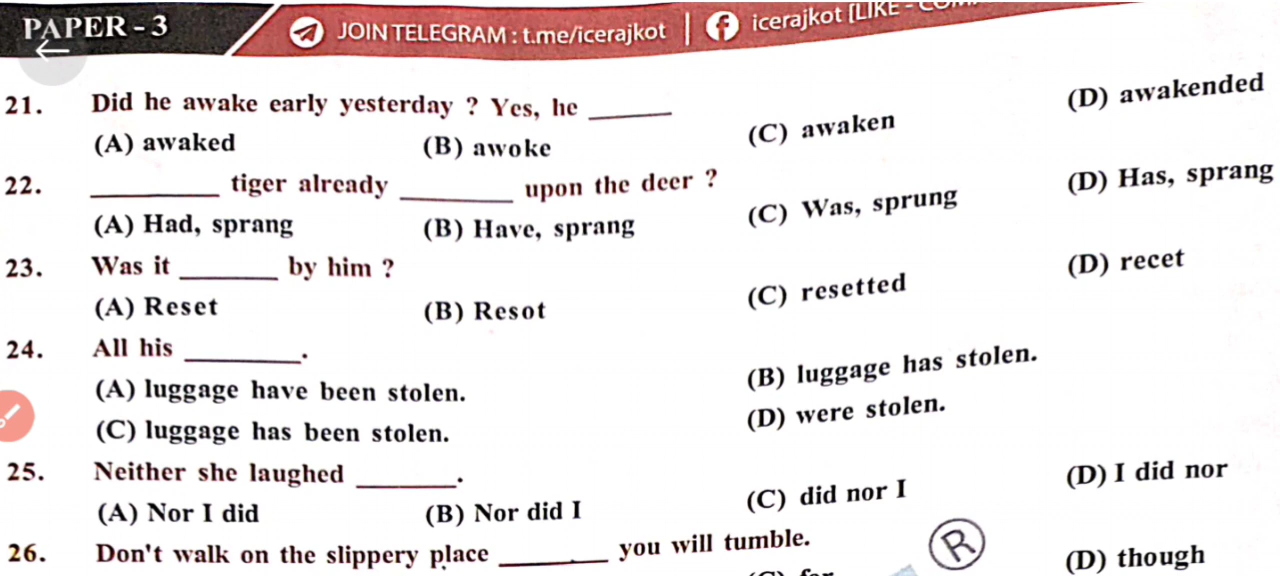 PAPER - 3 JOIN TELEGRAM : t.me/icerajkot | f icerajkot [LIKE -
21. Did he awake early yesterday ? Yes, he ______
(A) awaked (B) awoke (C) awaken (D) awakended
22. ______ tiger already ______ upon the deer ?
(A) Had, sprang (B) Have, sprang (C) Was, sprung (D) Has, sprang
23. Was it ______ by him ?
(A) Reset (B) Resot (C) resetted (D) recet
24. All his ______.
(A) luggage have been stolen. (B) luggage has stolen.
(C) luggage has been stolen. (D) were stolen.
25. Neither she laughed ______.
(A) Nor I did (B) Nor did I (C) did nor I (D) I did nor
26. Don't walk on the slippery place ______ you will tumble.
R
(D) though